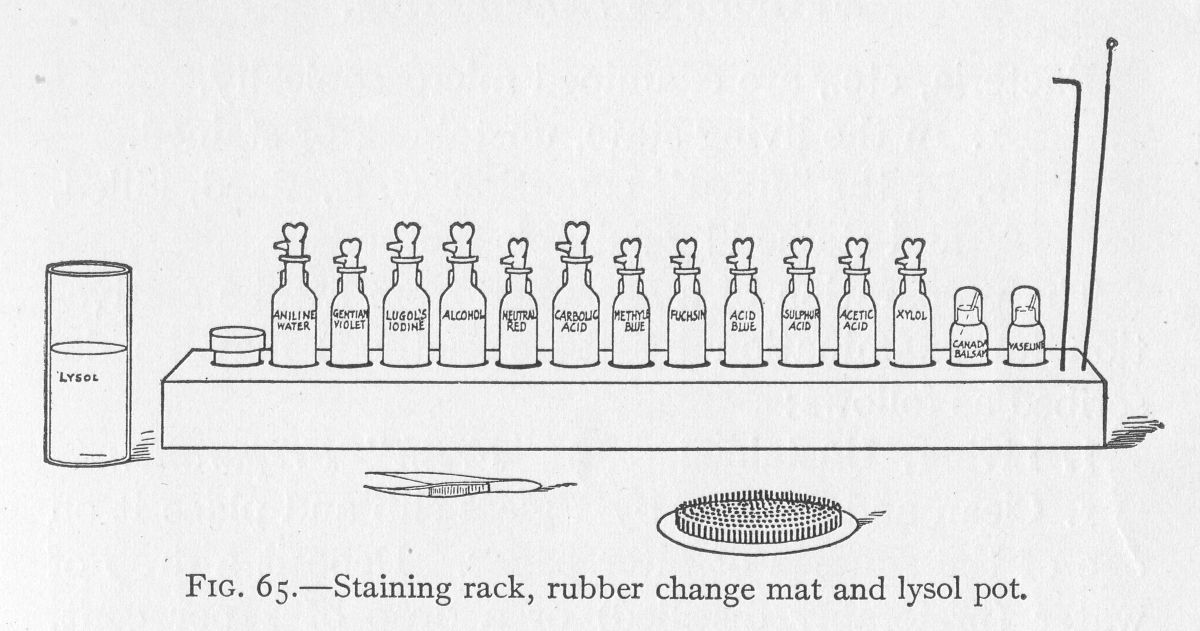 LYSOL
ANILINE
WATER
GENTIAN
VIOLET
LUGOL'S
IODINE
ALCOHOL
NEUTRAL
RED
CARBOLIC
ACID
METHYL
BLUE
FUCHSIN
ACID
BLUE
SULPHUR
ACID
ACETIC
ACID
XYLOL
CANADA
BALSAM
VASELINE
FIG. 65.—Staining rack, rubber change mat and lysol pot.